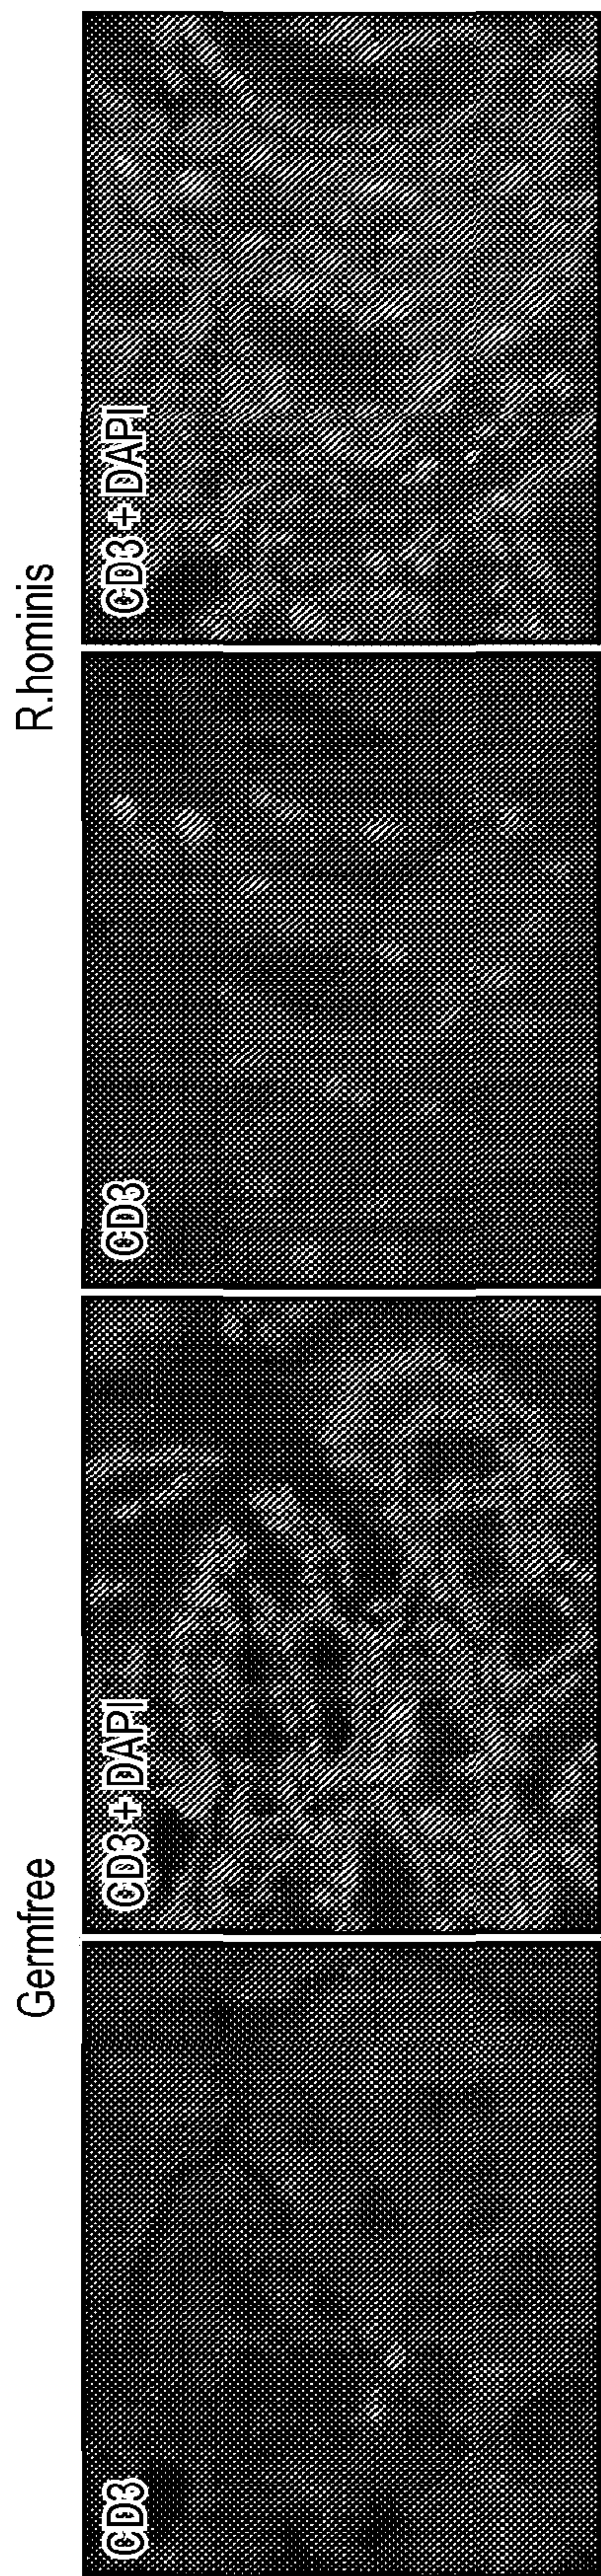 Germfree
R.hominis
CD3
CD3 + DAPI
CD3
CD3 + DAPI